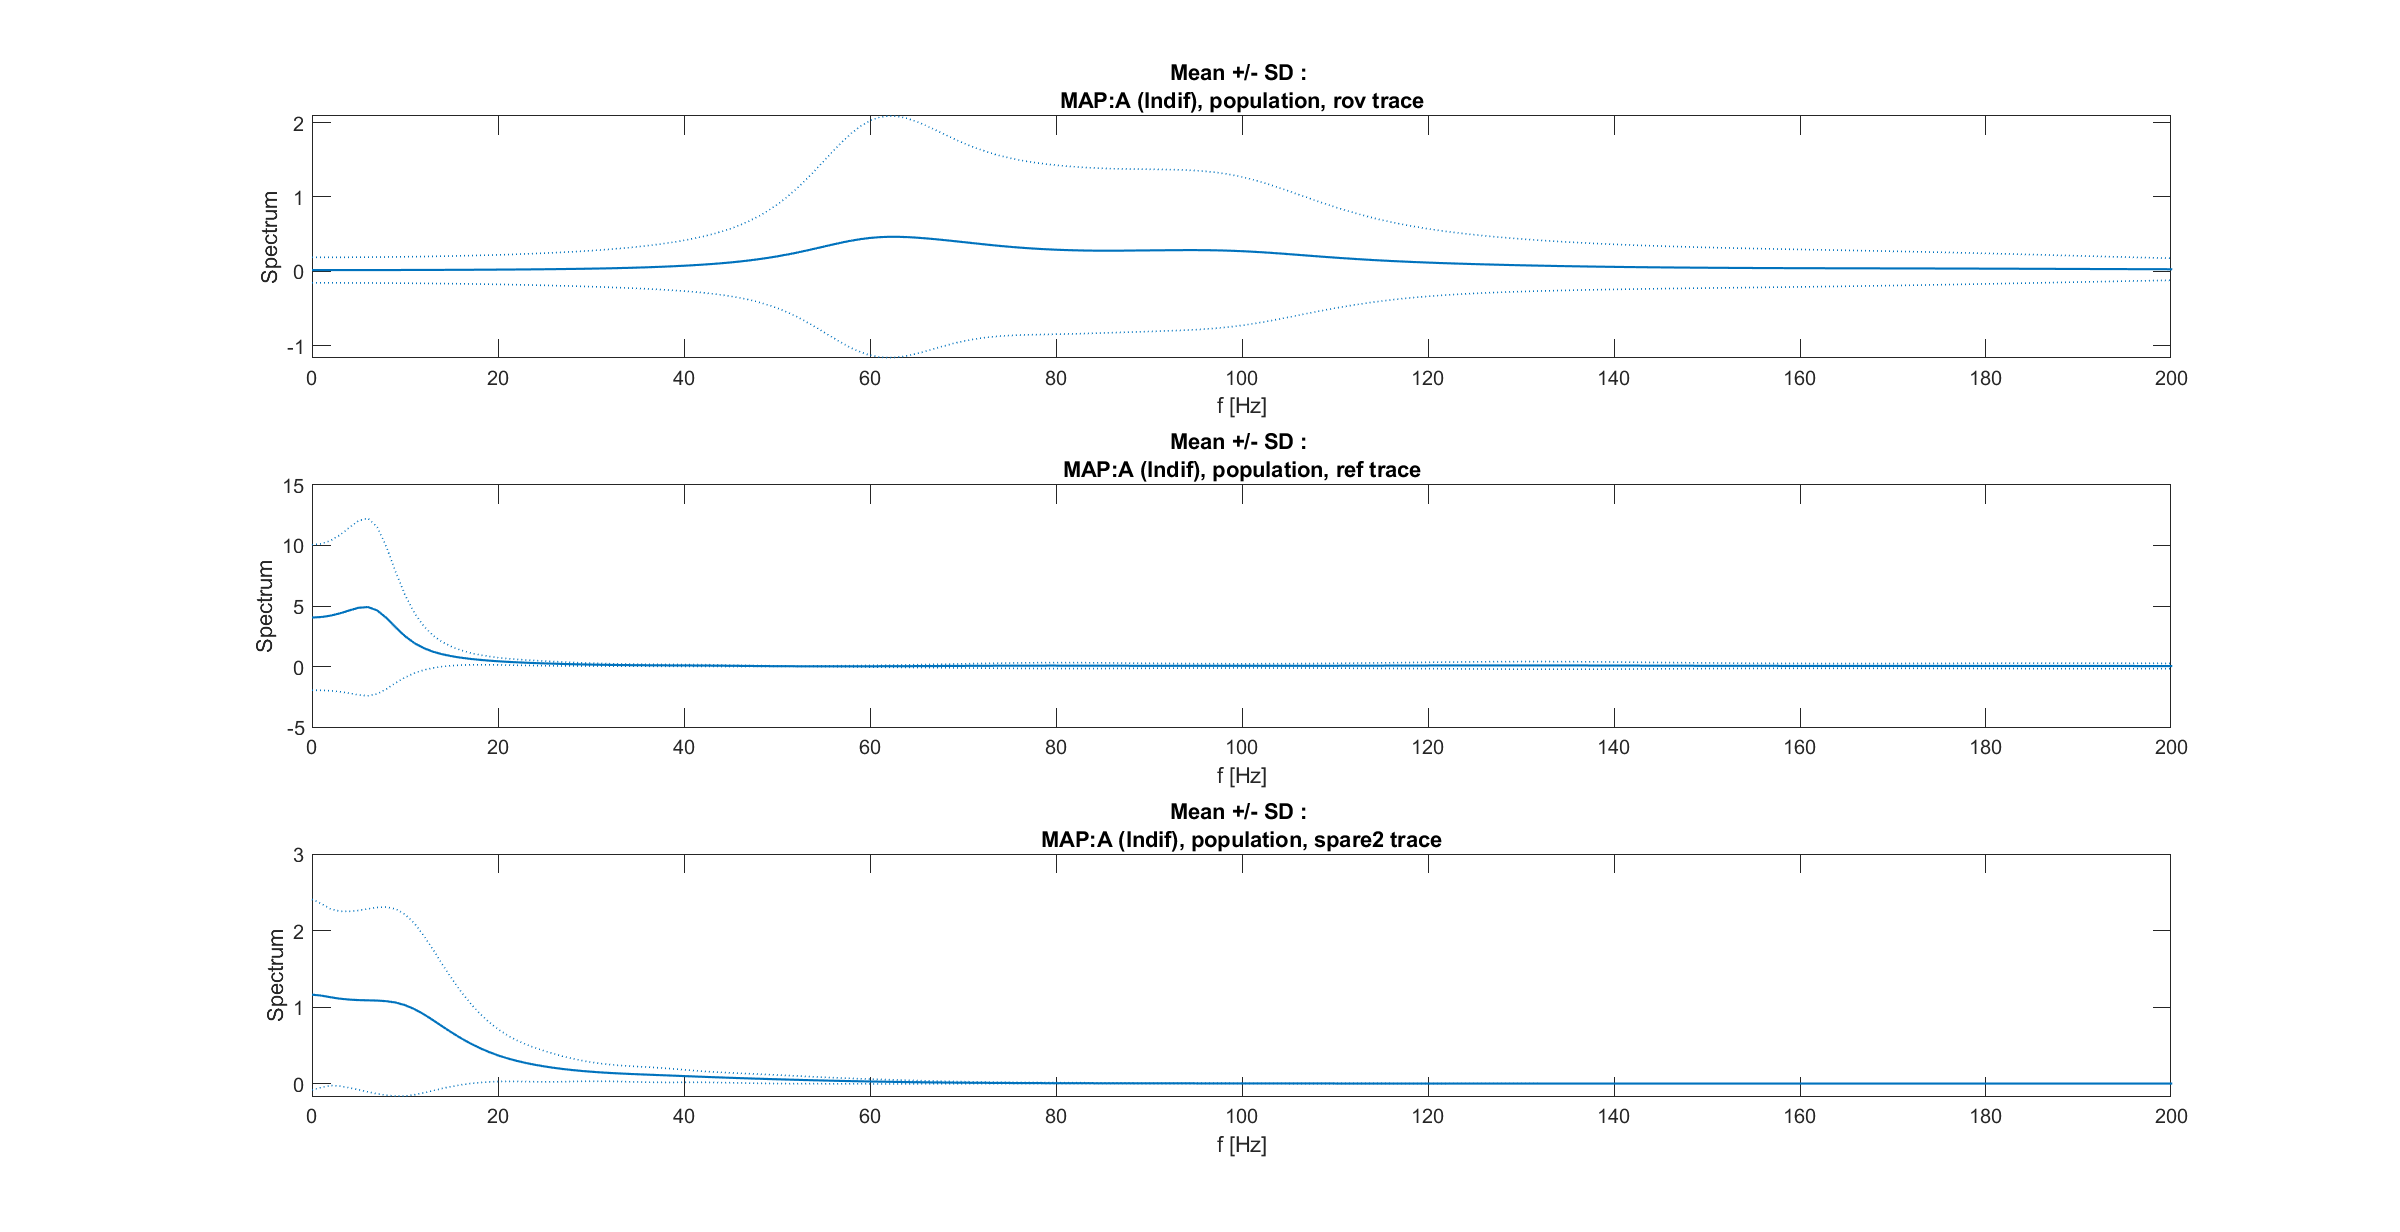 Mean +/- SD :
MAP:A (Indif), population, rov trace
2
1
0
-1
Spectrum
0 20 40 60 80 100 120 140 160 180 200
f [Hz]
Mean +/- SD :
MAP:A (Indif), population, ref trace
15
10
5
0
-5
Spectrum
0 20 40 60 80 100 120 140 160 180 200
f [Hz]
Mean +/- SD :
MAP:A (Indif), population, spare2 trace
3
2
1
0
Spectrum
0 20 40 60 80 100 120 140 160 180 200
f [Hz]